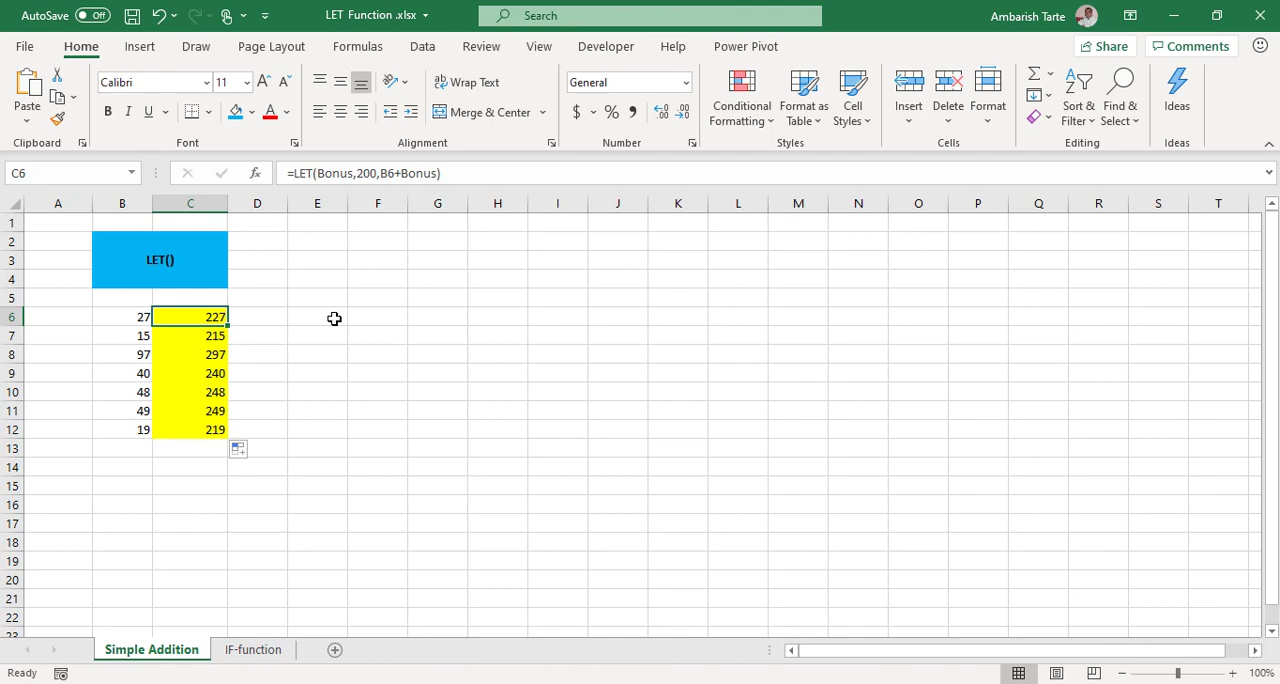 AutoSave Off LET Function .xlsx Search Ambarish Tarte
File Home Insert Draw Page Layout Formulas Data Review View Developer Help Power Pivot Share Comments
Calibri 11 A A Wrap Text General
Paste B I U A Merge & Center $ % , Conditional Formatting Format as Table Cell Styles Insert Delete Format Sort & Filter Find & Select Ideas
Clipboard Font Alignment Number Styles Cells Editing Ideas
C6 fx =LET(Bonus,200,B6+Bonus)
A B C D E F G H I J K L M N O P Q R S T
1
2
3 LET()
4
5
6 27 227
7 15 215
8 97 297
9 40 240
10 48 248
11 49 249
12 19 219
13
14
15
16
17
18
19
20
21
22
23
Simple Addition IF-function
Ready 100%